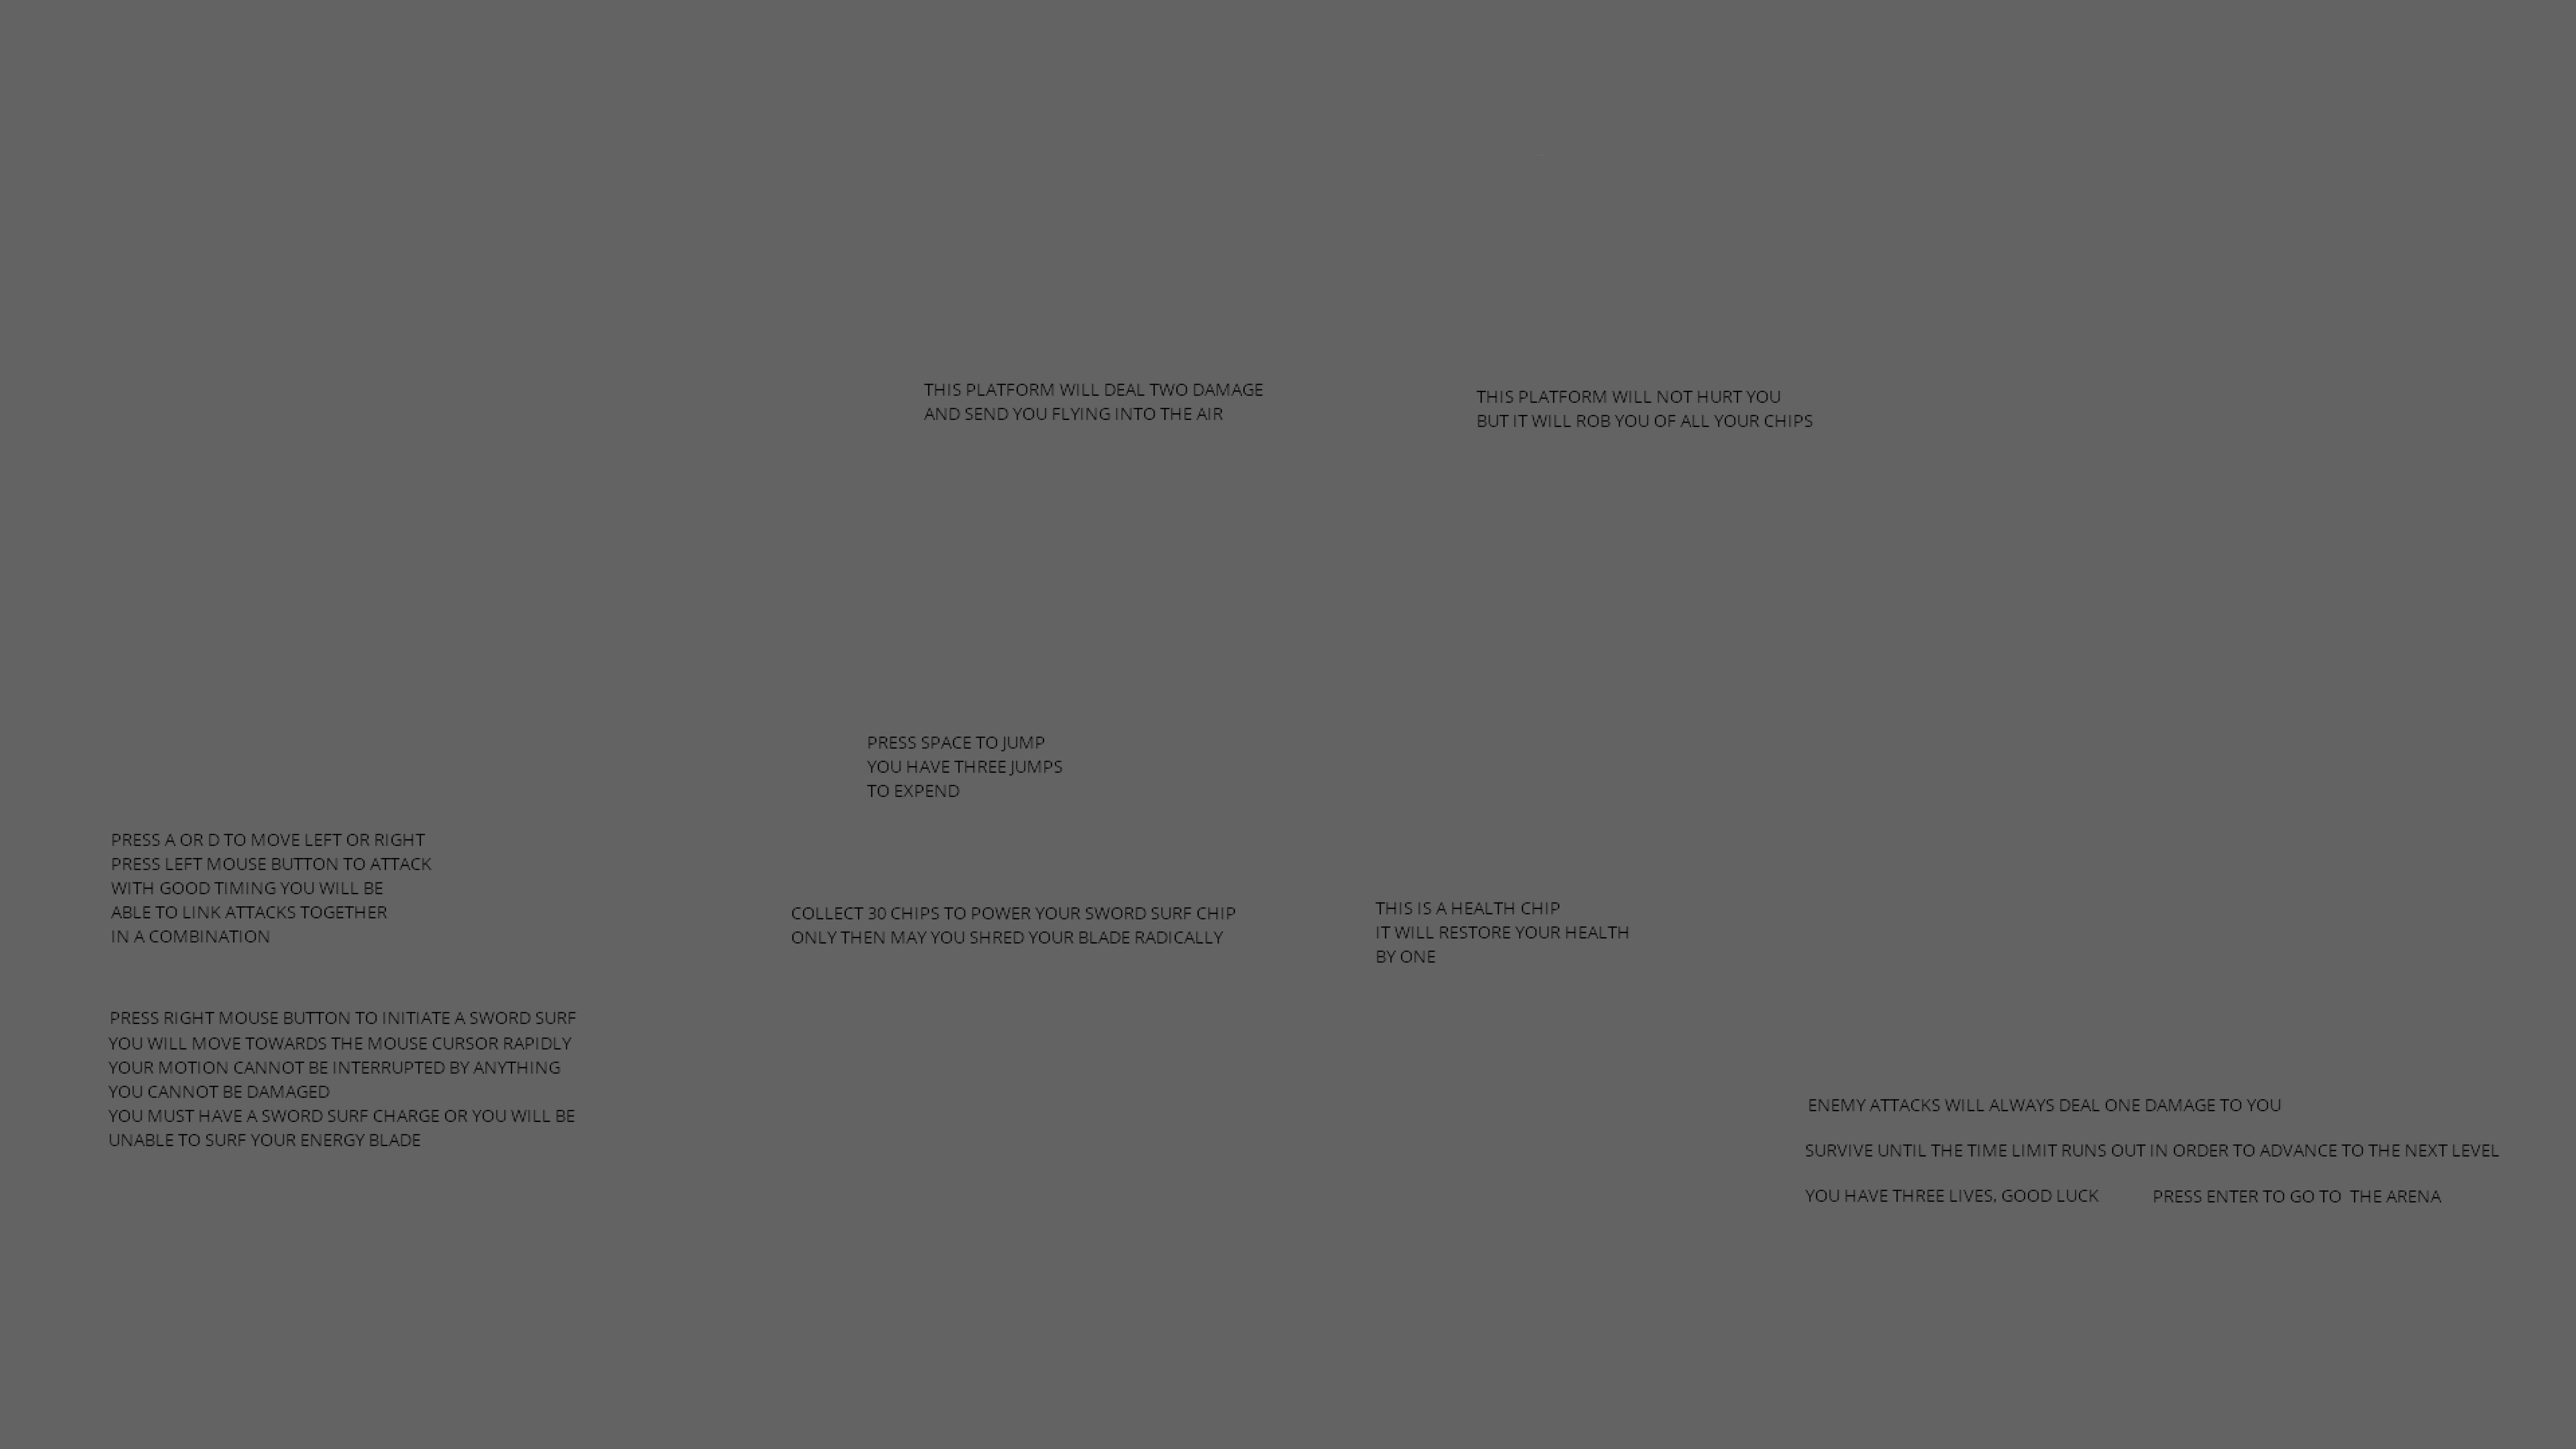 THIS PLATFORM WILL DEAL TWO DAMAGE
AND SEND YOU FLYING INTO THE AIR
THIS PLATFORM WILL NOT HURT YOU
BUT IT WILL ROB YOU OF ALL YOUR CHIPS
PRESS SPACE TO JUMP
YOU HAVE THREE JUMPS
TO EXPEND
PRESS A OR D TO MOVE LEFT OR RIGHT
PRESS LEFT MOUSE BUTTON TO ATTACK
WITH GOOD TIMING YOU WILL BE
ABLE TO LINK ATTACKS TOGETHER
IN A COMBINATION
COLLECT 30 CHIPS TO POWER YOUR SWORD SURF CHIP
ONLY THEN MAY YOU SHRED YOUR BLADE RADICALLY
THIS IS A HEALTH CHIP
IT WILL RESTORE YOUR HEALTH
BY ONE
PRESS RIGHT MOUSE BUTTON TO INITIATE A SWORD SURF
YOU WILL MOVE TOWARDS THE MOUSE CURSOR RAPIDLY
YOUR MOTION CANNOT BE INTERRUPTED BY ANYTHING
YOU CANNOT BE DAMAGED
YOU MUST HAVE A SWORD SURF CHARGE OR YOU WILL BE
UNABLE TO SURF YOUR ENERGY BLADE
ENEMY ATTACKS WILL ALWAYS DEAL ONE DAMAGE TO YOU
SURVIVE UNTIL THE TIME LIMIT RUNS OUT IN ORDER TO ADVANCE TO THE NEXT LEVEL
YOU HAVE THREE LIVES, GOOD LUCK
PRESS ENTER TO GO TO  THE ARENA